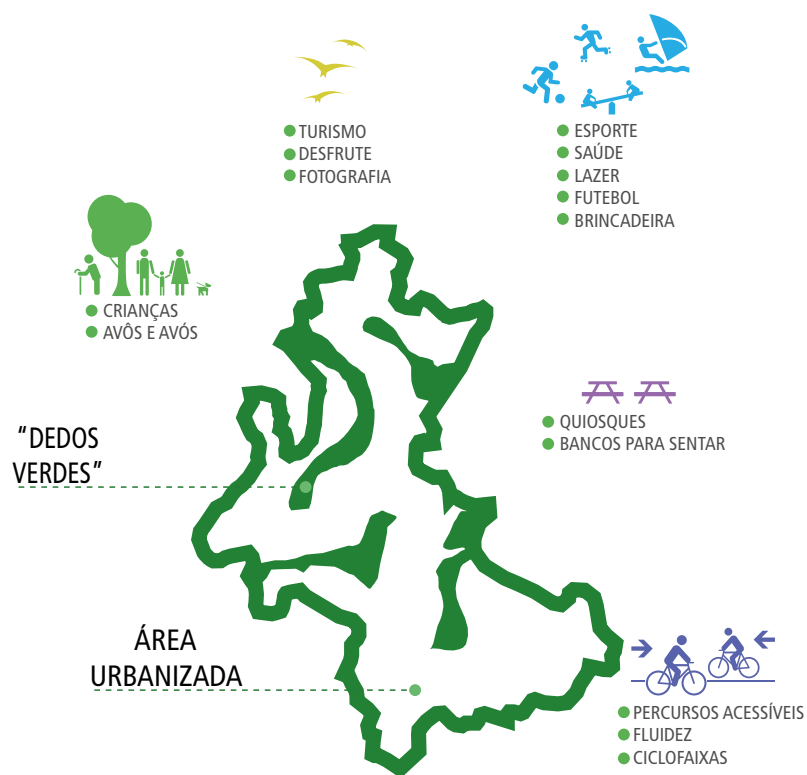 TURISMO
DESFRUTE
FOTOGRAFIA
ESPORTE
SAÚDE
LAZER
FUTEBOL
BRINCADEIRA
CRIANÇAS
AVÔS E AVÓS
QUIOSQUES
BANCOS PARA SENTAR
"DEDOS
VERDES"
ÁREA
URBANIZADA
PERCURSOS ACESSÍVEIS
FLUIDEZ
CICLOFAIXAS